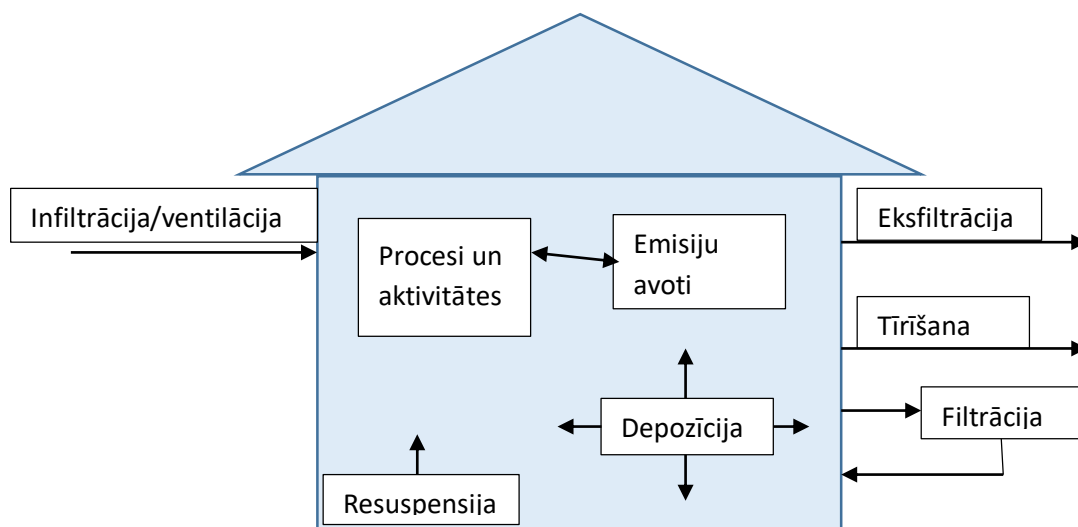 Infiltrācija/ventilācija
Procesi un
aktivitātes
Emisiju
avoti
Eksfiltrācija
Tīrīšana
Filtrācija
Depozīcija
Resuspensija